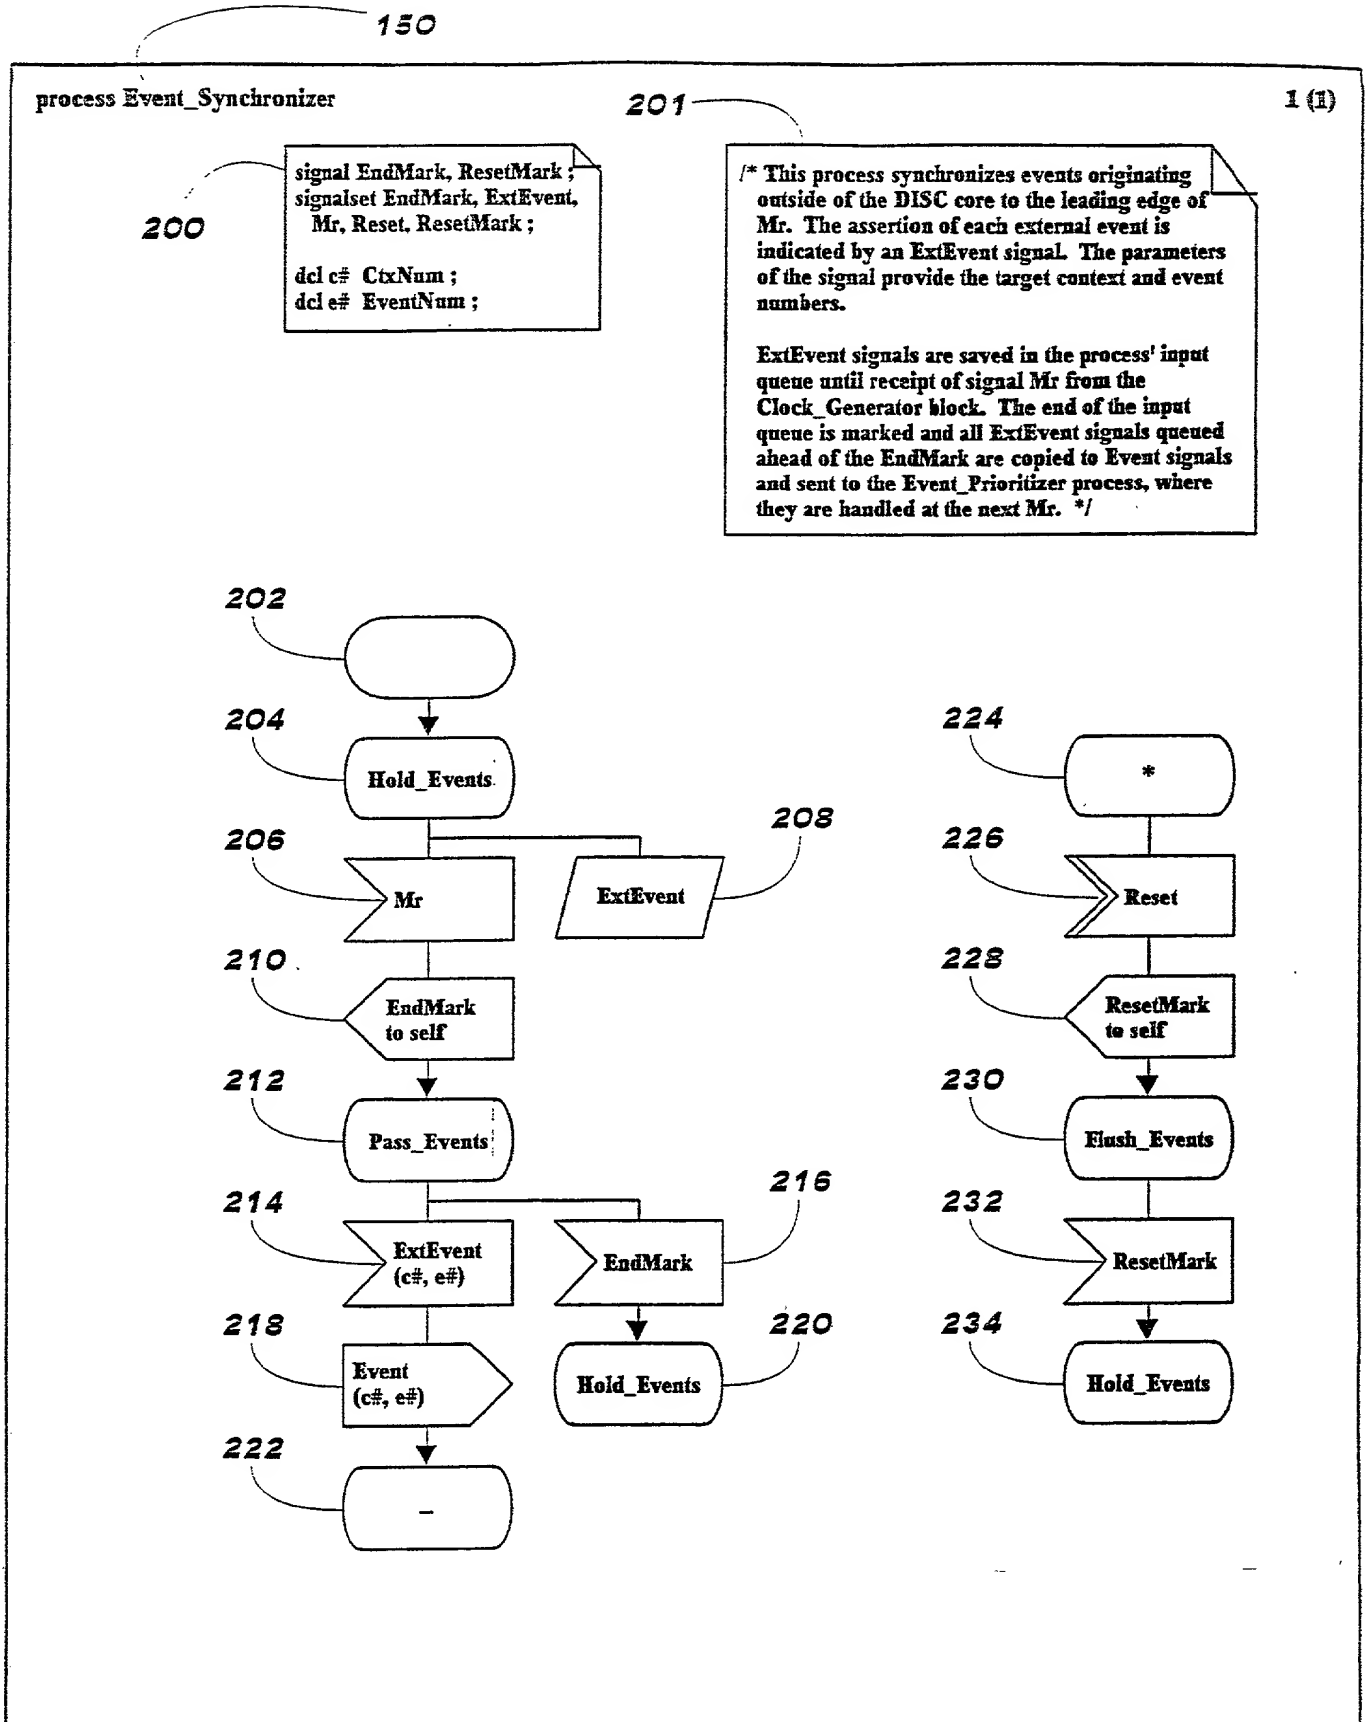 150
process Event_Synchronizer
201
1 (1)
200
signal EndMark, ResetMark ;
signalset EndMark, ExtEvent,
Mr, Reset, ResetMark ;
dcl c# CtxNum ;
dcl e# EventNum ;
/* This process synchronizes events originating
outside of the DISC core to the leading edge of
Mr. The assertion of each external event is
indicated by an ExtEvent signal. The parameters
of the signal provide the target context and event
numbers.
ExtEvent signals are saved in the process' input
queue until receipt of signal Mr from the
Clock_Generator block. The end of the input
queue is marked and all ExtEvent signals queued
ahead of the EndMark are copied to Event signals
and sent to the Event_Prioritizer process, where
they are handled at the next Mr. */
202
204
Hold_Events
206
Mr
208
ExtEvent
210
EndMark
to self
212
Pass_Events
214
ExtEvent
(c#, e#)
216
EndMark
218
Event
(c#, e#)
220
Hold_Events
222
–
224
*
226
Reset
228
ResetMark
to self
230
Flush_Events
232
ResetMark
234
Hold_Events